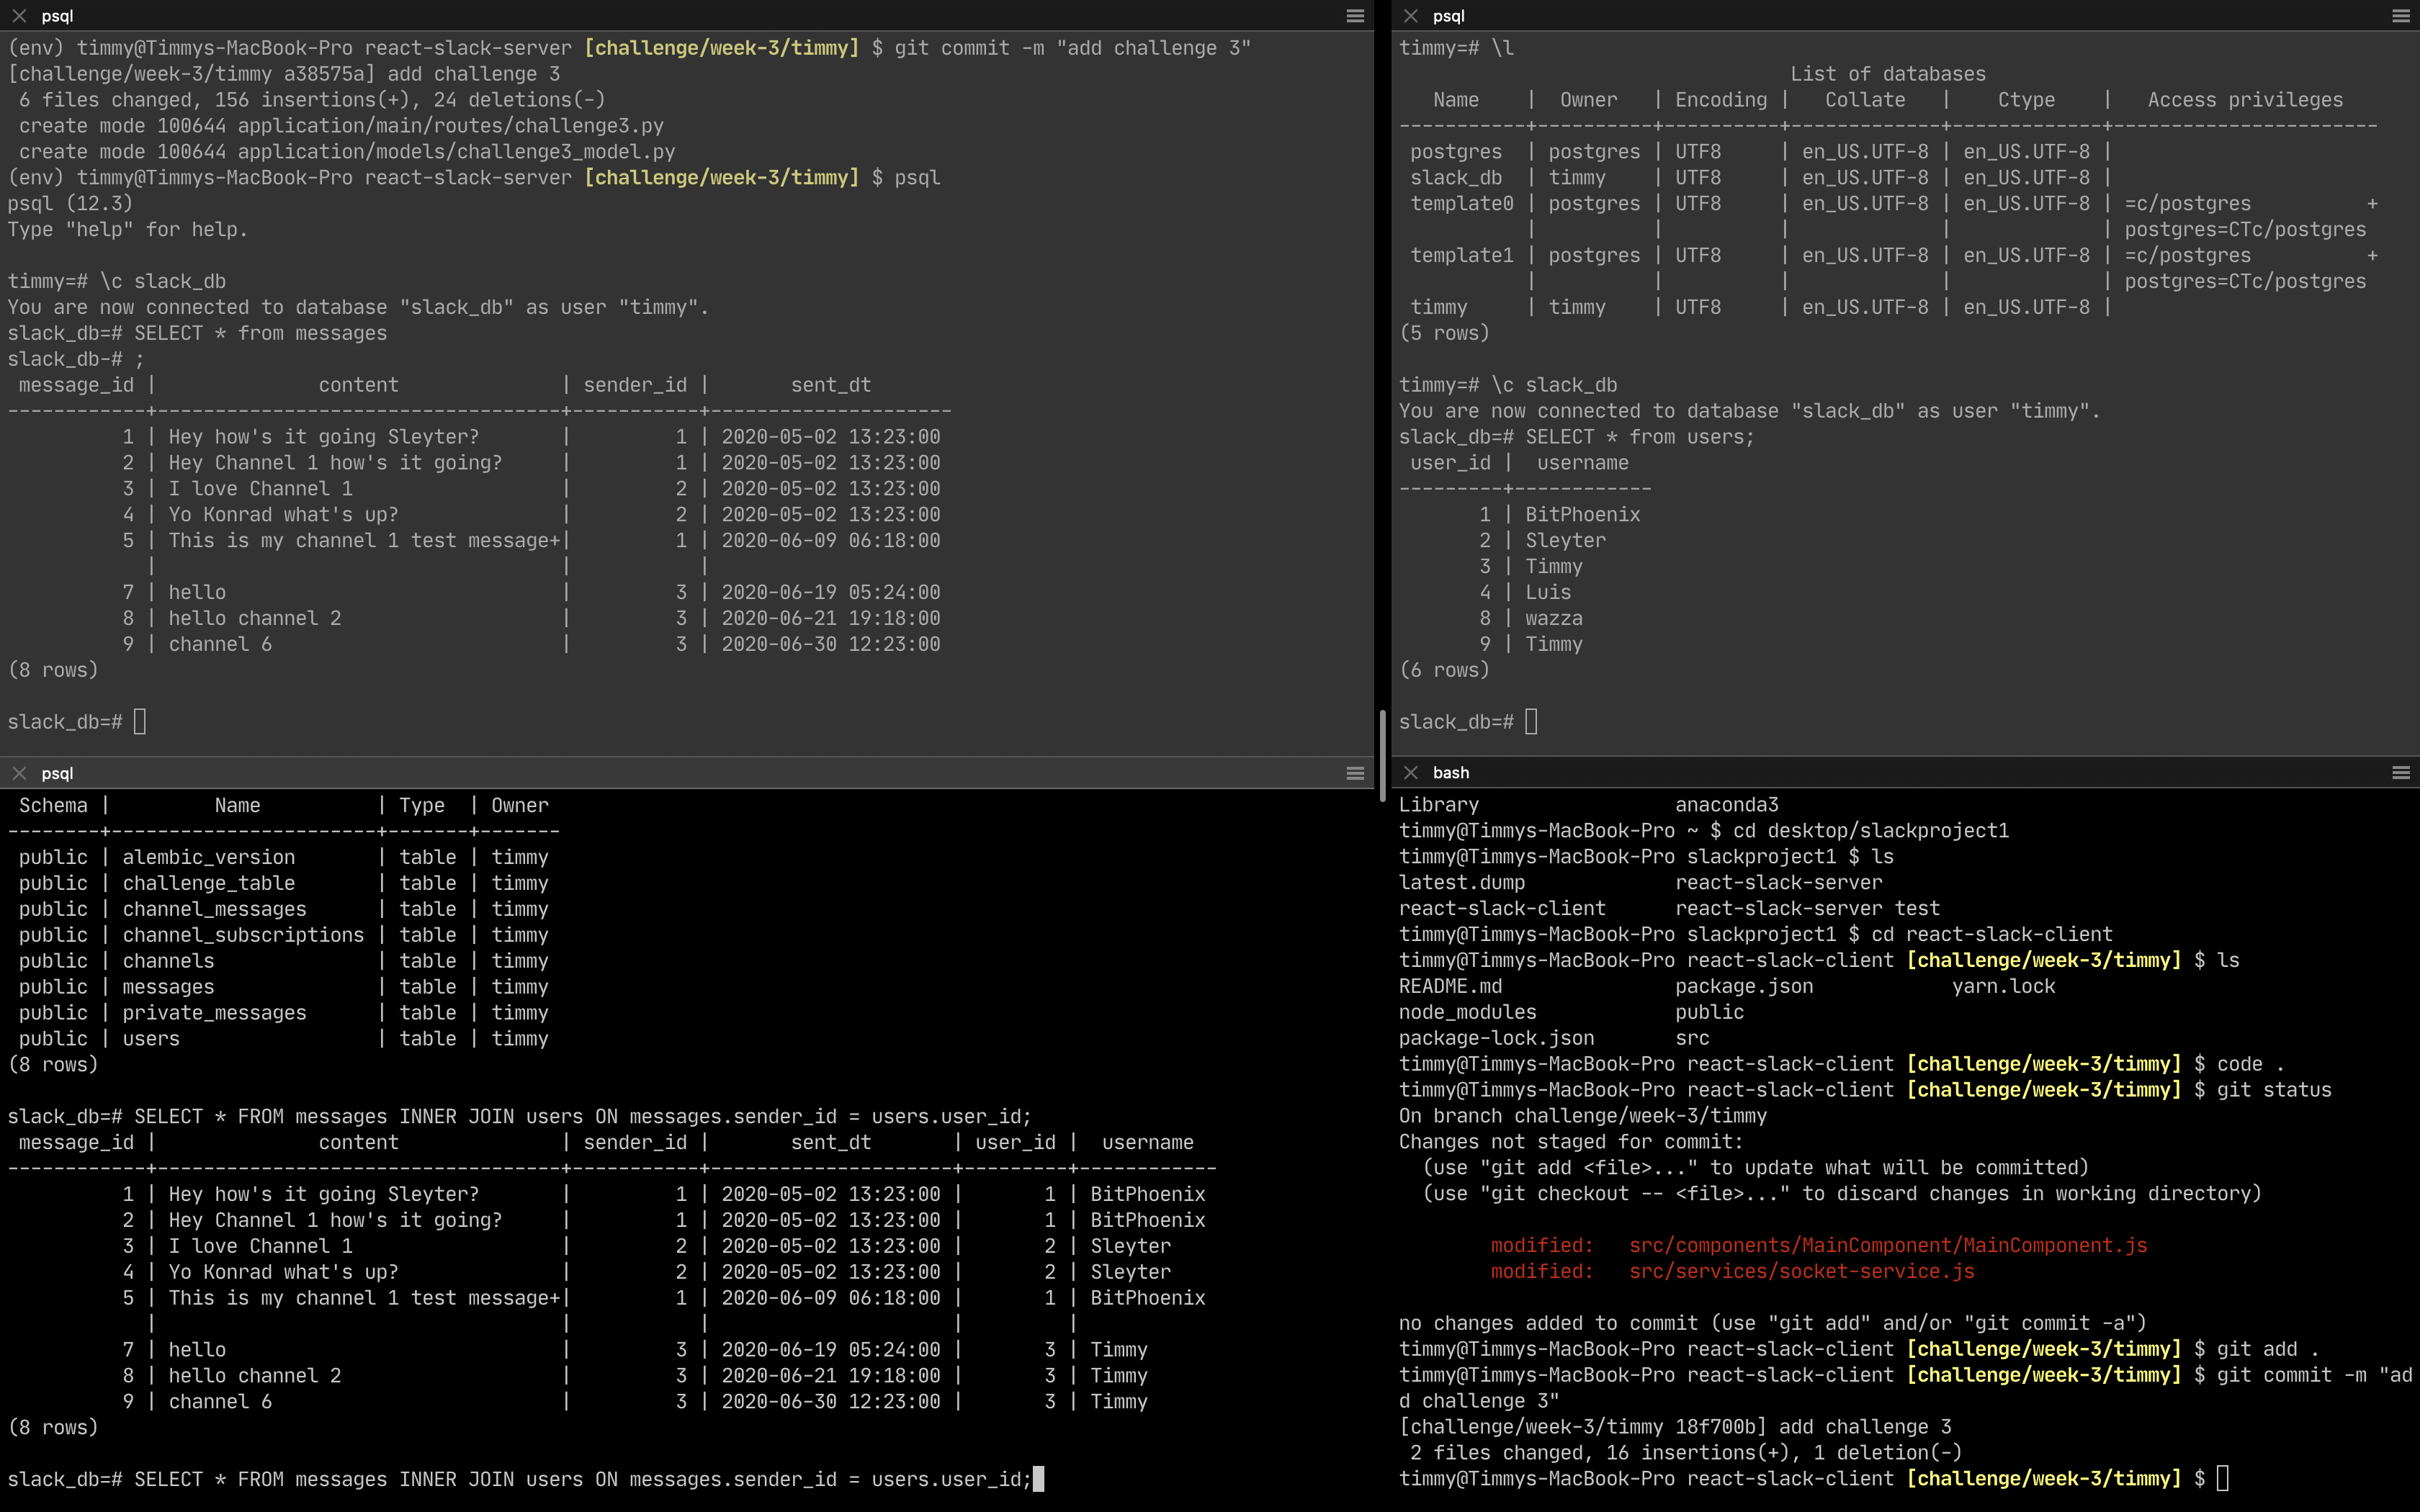 psql
(env) timmy@Timmys-MacBook-Pro react-slack-server [challenge/week-3/timmy] $ git commit -m "add challenge 3"
[challenge/week-3/timmy a38575a] add challenge 3
 6 files changed, 156 insertions(+), 24 deletions(-)
 create mode 100644 application/main/routes/challenge3.py
 create mode 100644 application/models/challenge3_model.py
(env) timmy@Timmys-MacBook-Pro react-slack-server [challenge/week-3/timmy] $ psql
psql (12.3)
Type "help" for help.

timmy=# \c slack_db
You are now connected to database "slack_db" as user "timmy".
slack_db=# SELECT * from messages
slack_db-# ;
 message_id |              content              | sender_id |       sent_dt
------------+-----------------------------------+-----------+---------------------
          1 | Hey how's it going Sleyter?       |         1 | 2020-05-02 13:23:00
          2 | Hey Channel 1 how's it going?     |         1 | 2020-05-02 13:23:00
          3 | I love Channel 1                  |         2 | 2020-05-02 13:23:00
          4 | Yo Konrad what's up?              |         2 | 2020-05-02 13:23:00
          5 | This is my channel 1 test message+|         1 | 2020-06-09 06:18:00
            |                                   |           |
          7 | hello                             |         3 | 2020-06-19 05:24:00
          8 | hello channel 2                   |         3 | 2020-06-21 19:18:00
          9 | channel 6                         |         3 | 2020-06-30 12:23:00
(8 rows)

slack_db=#
psql
timmy=# \l
                                  List of databases
   Name    |  Owner   | Encoding |   Collate   |    Ctype    |   Access privileges
-----------+----------+----------+-------------+-------------+-----------------------
 postgres  | postgres | UTF8     | en_US.UTF-8 | en_US.UTF-8 |
 slack_db  | timmy    | UTF8     | en_US.UTF-8 | en_US.UTF-8 |
 template0 | postgres | UTF8     | en_US.UTF-8 | en_US.UTF-8 | =c/postgres          +
           |          |          |             |             | postgres=CTc/postgres
 template1 | postgres | UTF8     | en_US.UTF-8 | en_US.UTF-8 | =c/postgres          +
           |          |          |             |             | postgres=CTc/postgres
 timmy     | timmy    | UTF8     | en_US.UTF-8 | en_US.UTF-8 |
(5 rows)

timmy=# \c slack_db
You are now connected to database "slack_db" as user "timmy".
slack_db=# SELECT * from users;
 user_id |  username
---------+------------
       1 | BitPhoenix
       2 | Sleyter
       3 | Timmy
       4 | Luis
       8 | wazza
       9 | Timmy
(6 rows)

slack_db=#
psql
 Schema |         Name          | Type  | Owner
--------+-----------------------+-------+-------
 public | alembic_version       | table | timmy
 public | challenge_table       | table | timmy
 public | channel_messages      | table | timmy
 public | channel_subscriptions | table | timmy
 public | channels              | table | timmy
 public | messages              | table | timmy
 public | private_messages      | table | timmy
 public | users                 | table | timmy
(8 rows)

slack_db=# SELECT * FROM messages INNER JOIN users ON messages.sender_id = users.user_id;
 message_id |              content              | sender_id |       sent_dt       | user_id |  username
------------+-----------------------------------+-----------+---------------------+---------+------------
          1 | Hey how's it going Sleyter?       |         1 | 2020-05-02 13:23:00 |       1 | BitPhoenix
          2 | Hey Channel 1 how's it going?     |         1 | 2020-05-02 13:23:00 |       1 | BitPhoenix
          3 | I love Channel 1                  |         2 | 2020-05-02 13:23:00 |       2 | Sleyter
          4 | Yo Konrad what's up?              |         2 | 2020-05-02 13:23:00 |       2 | Sleyter
          5 | This is my channel 1 test message+|         1 | 2020-06-09 06:18:00 |       1 | BitPhoenix
            |                                   |           |                     |         |
          7 | hello                             |         3 | 2020-06-19 05:24:00 |       3 | Timmy
          8 | hello channel 2                   |         3 | 2020-06-21 19:18:00 |       3 | Timmy
          9 | channel 6                         |         3 | 2020-06-30 12:23:00 |       3 | Timmy
(8 rows)

slack_db=# SELECT * FROM messages INNER JOIN users ON messages.sender_id = users.user_id;
bash
Library                 anaconda3
timmy@Timmys-MacBook-Pro ~ $ cd desktop/slackproject1
timmy@Timmys-MacBook-Pro slackproject1 $ ls
latest.dump             react-slack-server
react-slack-client      react-slack-server test
timmy@Timmys-MacBook-Pro slackproject1 $ cd react-slack-client
timmy@Timmys-MacBook-Pro react-slack-client [challenge/week-3/timmy] $ ls
README.md               package.json            yarn.lock
node_modules            public
package-lock.json       src
timmy@Timmys-MacBook-Pro react-slack-client [challenge/week-3/timmy] $ code .
timmy@Timmys-MacBook-Pro react-slack-client [challenge/week-3/timmy] $ git status
On branch challenge/week-3/timmy
Changes not staged for commit:
  (use "git add <file>..." to update what will be committed)
  (use "git checkout -- <file>..." to discard changes in working directory)

        modified:   src/components/MainComponent/MainComponent.js
        modified:   src/services/socket-service.js

no changes added to commit (use "git add" and/or "git commit -a")
timmy@Timmys-MacBook-Pro react-slack-client [challenge/week-3/timmy] $ git add .
timmy@Timmys-MacBook-Pro react-slack-client [challenge/week-3/timmy] $ git commit -m "ad
d challenge 3"
[challenge/week-3/timmy 18f700b] add challenge 3
 2 files changed, 16 insertions(+), 1 deletion(-)
timmy@Timmys-MacBook-Pro react-slack-client [challenge/week-3/timmy] $